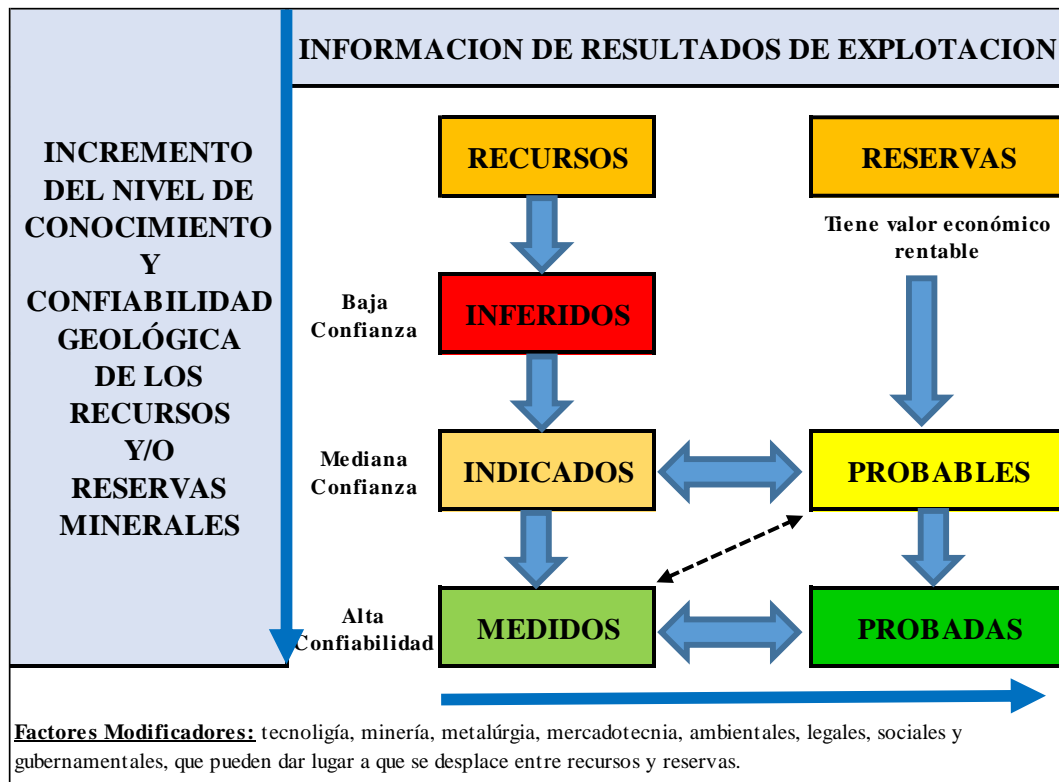 INFORMACION DE RESULTADOS DE EXPLOTACION
INCREMENTO
DEL NIVEL DE
CONOCIMIENTO
Y
CONFIABILIDAD
GEOLÓGICA
DE LOS
RECURSOS
Y/O
RESERVAS
MINERALES
RECURSOS
RESERVAS
Tiene valor económico
rentable
Baja
Confianza
INFERIDOS
Mediana
Confianza
INDICADOS
PROBABLES
Alta
Confiabilidad
MEDIDOS
PROBADAS
Factores Modificadores: tecnoligía, minería, metalúrgia, mercadotecnia, ambientales, legales, sociales y
gubernamentales, que pueden dar lugar a que se desplace entre recursos y reservas.